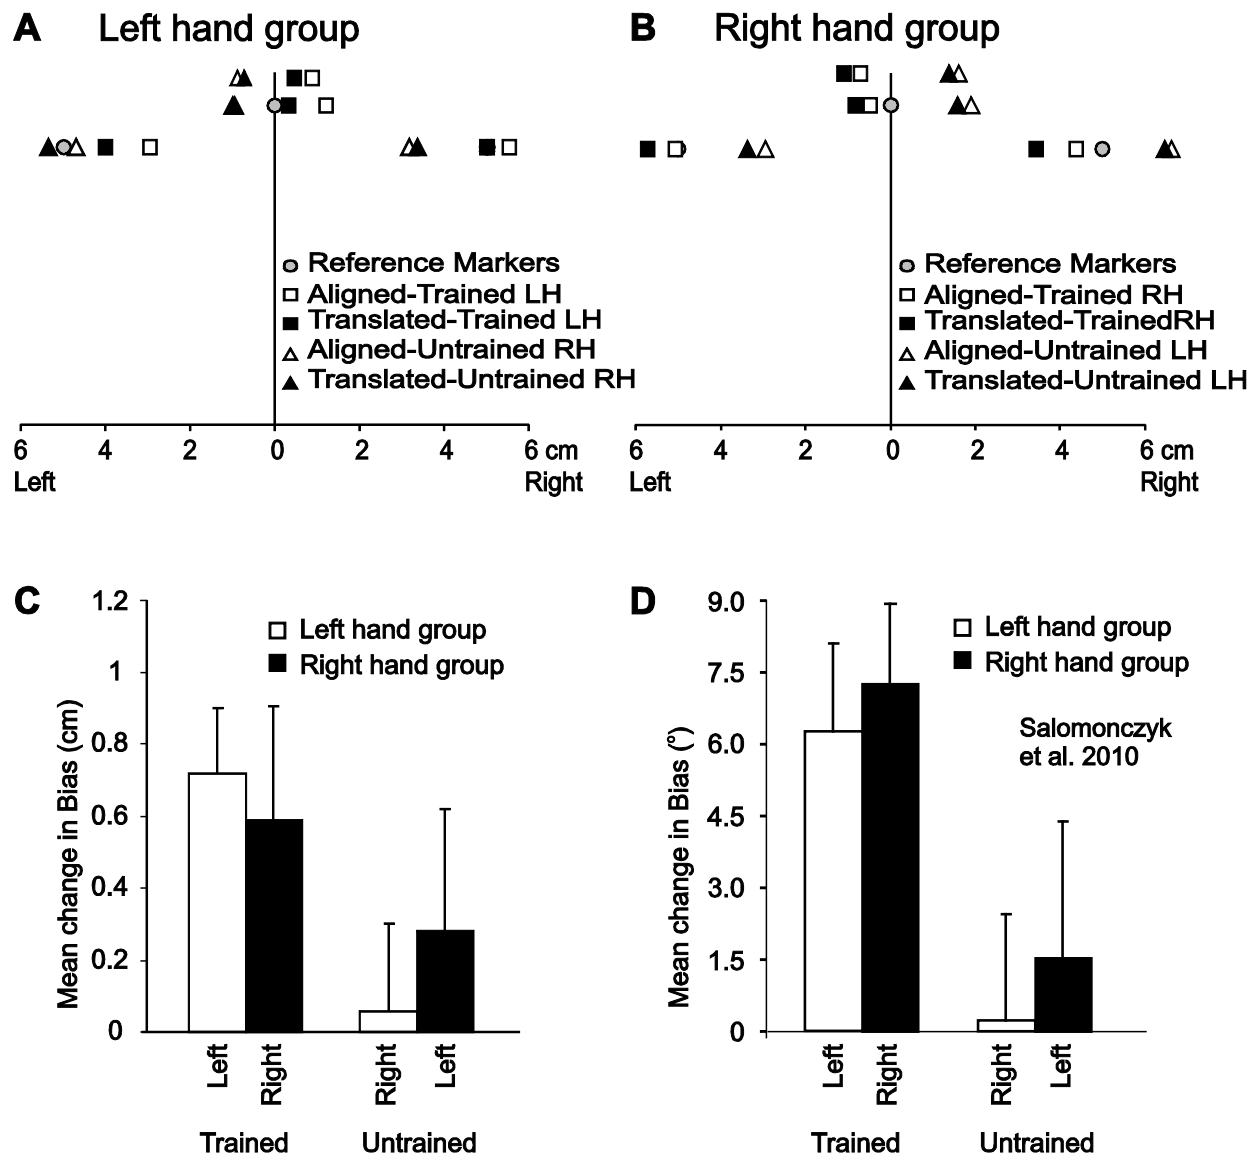 A Left hand group
Reference Markers
Aligned-Trained LH
Translated-Trained LH
Aligned-Untrained RH
Translated-Untrained RH
6 4 2 0 2 4 6 cm
Left Right
B Right hand group
Reference Markers
Aligned-Trained RH
Translated-TrainedRH
Aligned-Untrained LH
Translated-Untrained LH
6 4 2 0 2 4 6 cm
Left Right
C
Mean change in Bias (cm)
1.2
1
0.8
0.6
0.4
0.2
0
Left hand group
Right hand group
Left Right Right Left
Trained Untrained
D
Mean change in Bias (°)
9.0
7.5
6.0
4.5
3.0
1.5
0
Left hand group
Right hand group
Salomonczyk
et al. 2010
Left Right Right Left
Trained Untrained